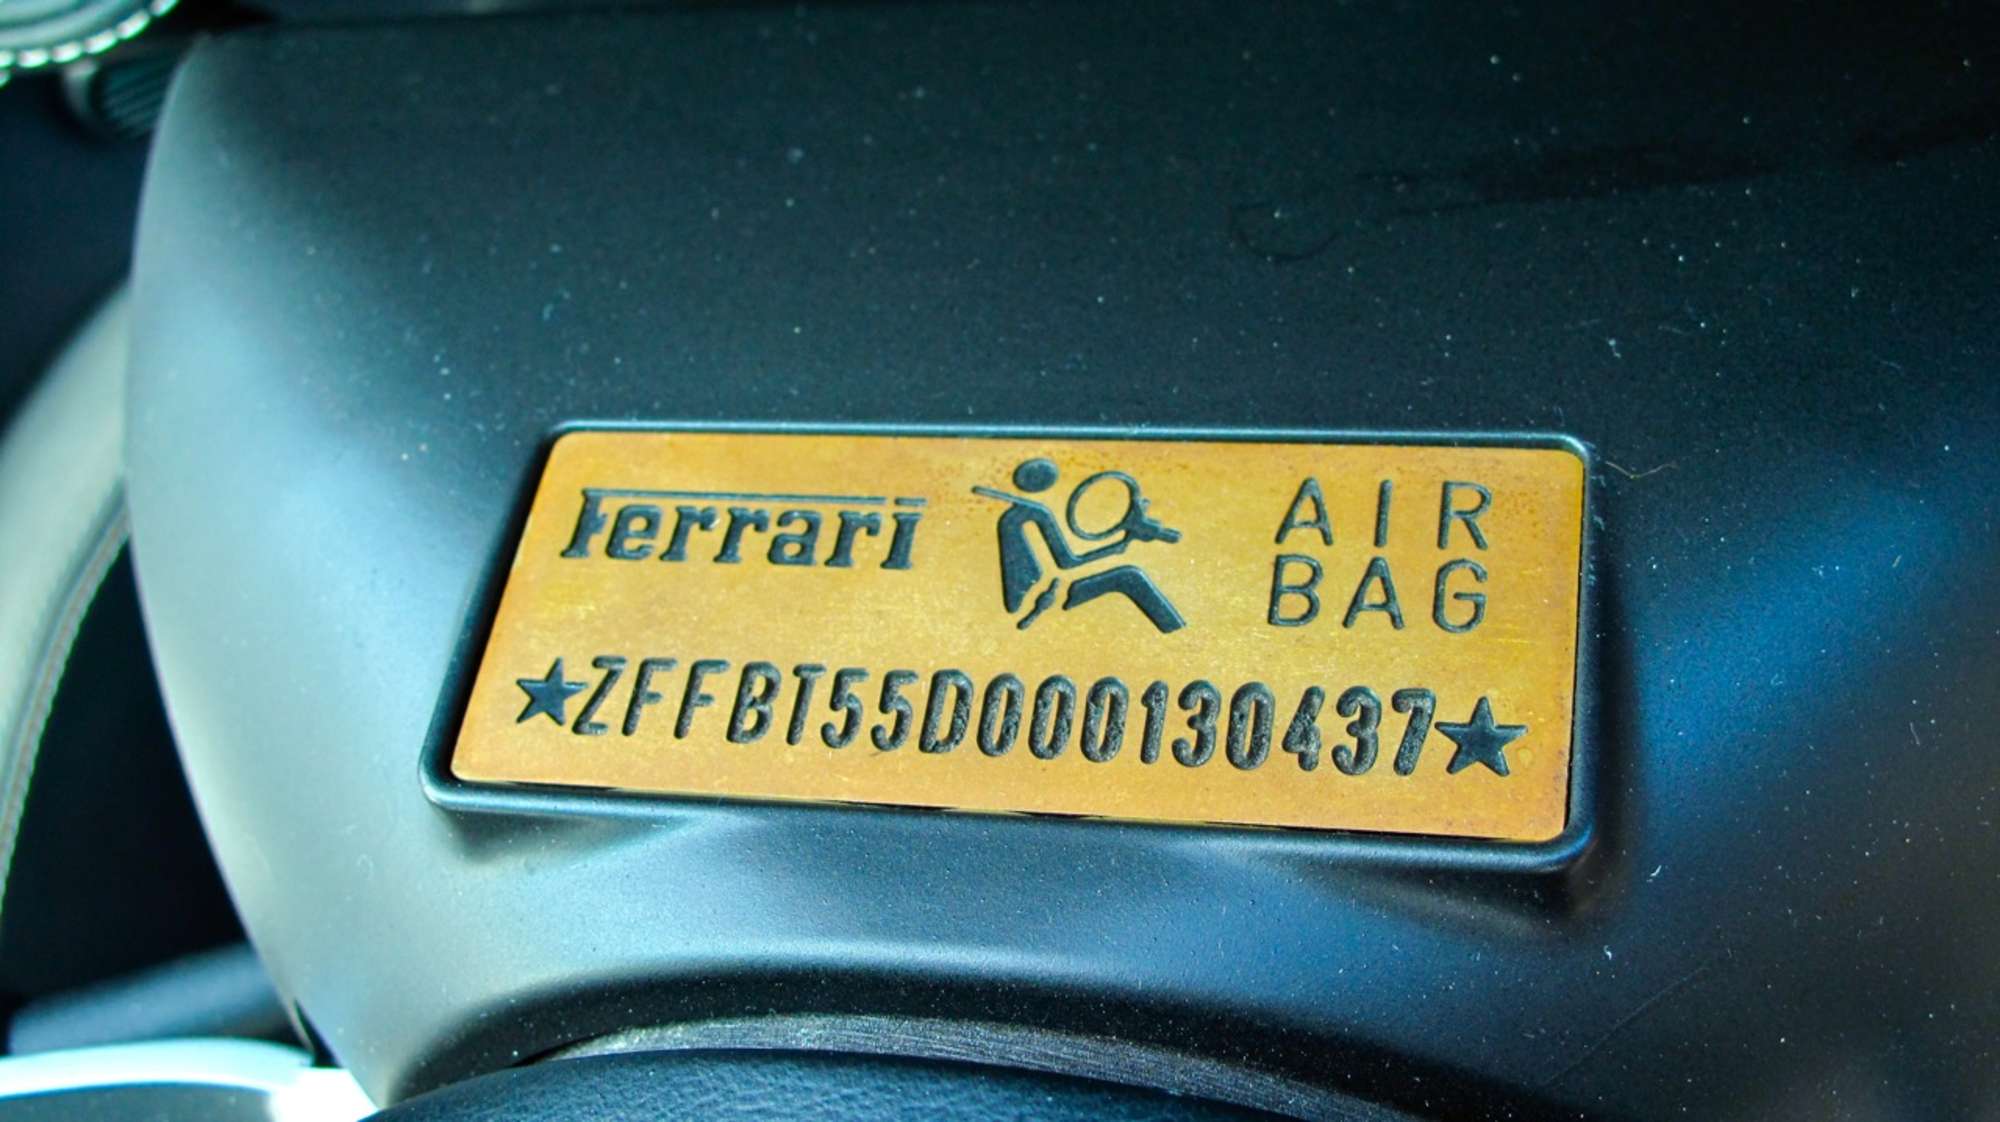 Ferrari
AIR
BAG
★ZFFBT55D000130437★